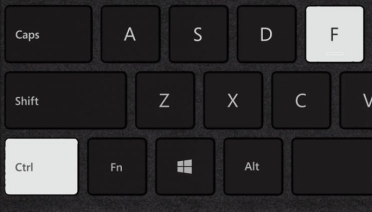 Caps A S D F
Shift Z X C V
Ctrl Fn Alt